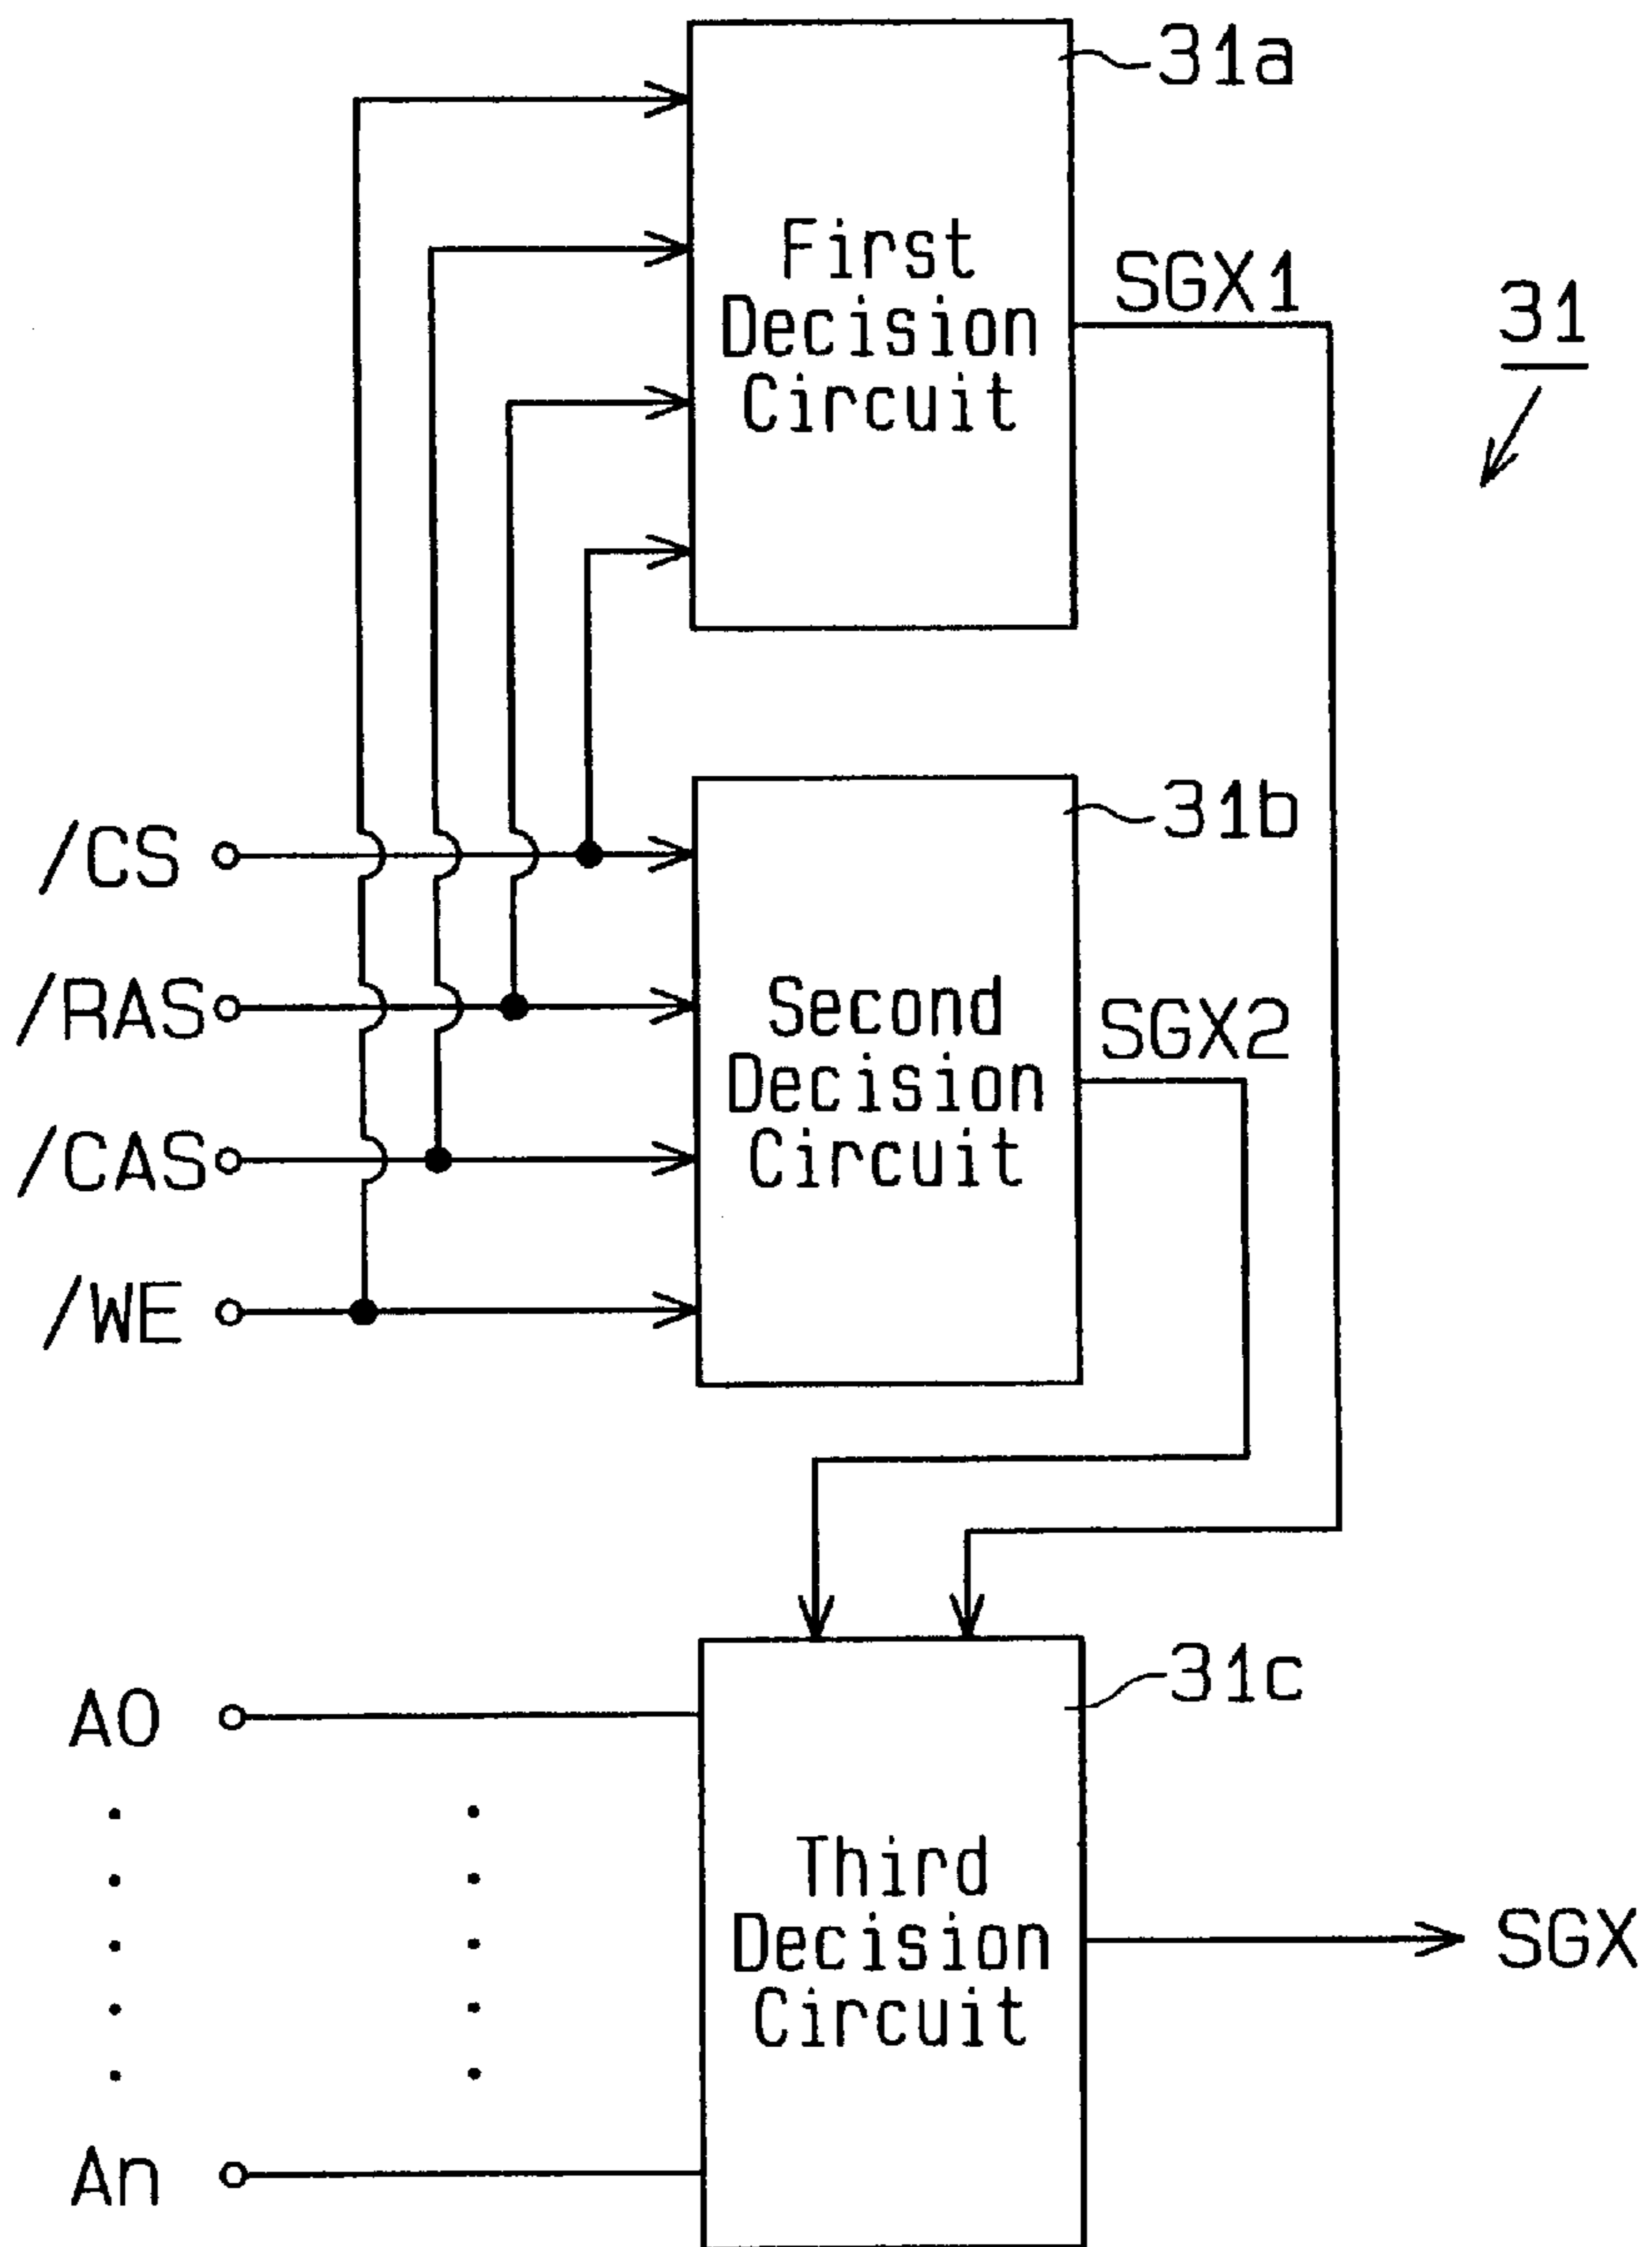 31a
First
Decision
Circuit
SGX1
31
31b
/CS
/RAS
/CAS
/WE
Second
Decision
Circuit
SGX2
31c
A0
An
Third
Decision
Circuit
SGX